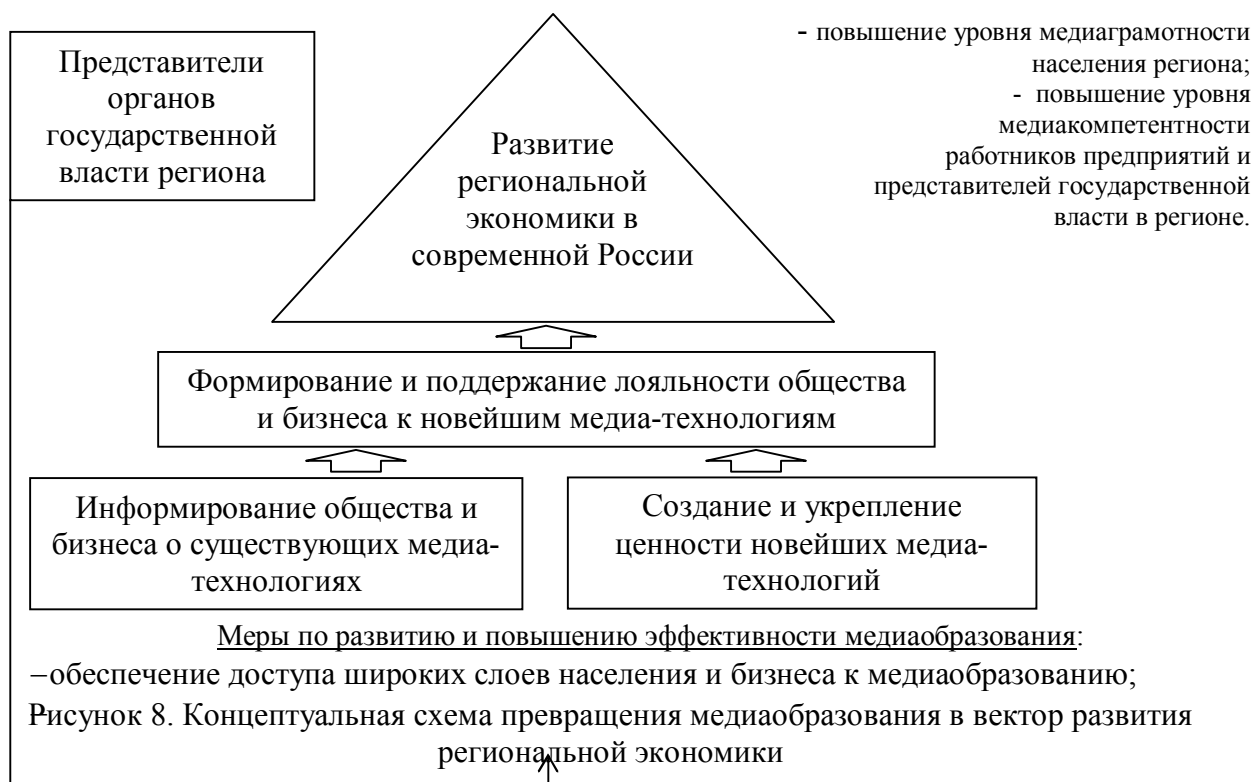 Представители
органов
государственной
власти региона
Развитие
региональной
экономики в
современной России
- повышение уровня медиаграмотности
населения региона;
- повышение уровня
медиакомпетентности
работников предприятий и
представителей государственной
власти в регионе.
Формирование и поддержание лояльности общества
и бизнеса к новейшим медиа-технологиям
Информирование общества и
бизнеса о существующих медиа-
технологиях
Создание и укрепление
ценности новейших медиа-
технологий
Меры по развитию и повышению эффективности медиаобразования:
–обеспечение доступа широких слоев населения и бизнеса к медиаобразованию;
Рисунок 8. Концептуальная схема превращения медиаобразования в вектор развития
региональной экономики